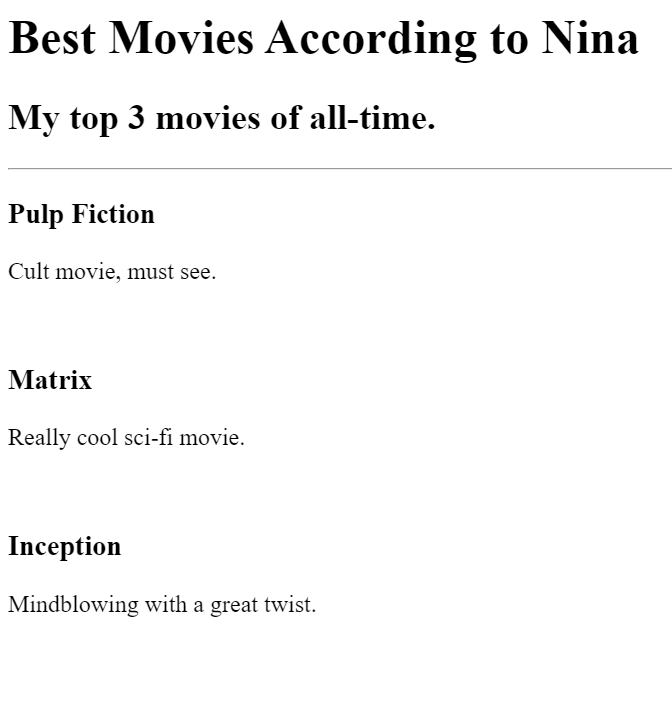 Best Movies According to Nina
My top 3 movies of all-time.
Pulp Fiction
Cult movie, must see.
Matrix
Really cool sci-fi movie.
Inception
Mindblowing with a great twist.